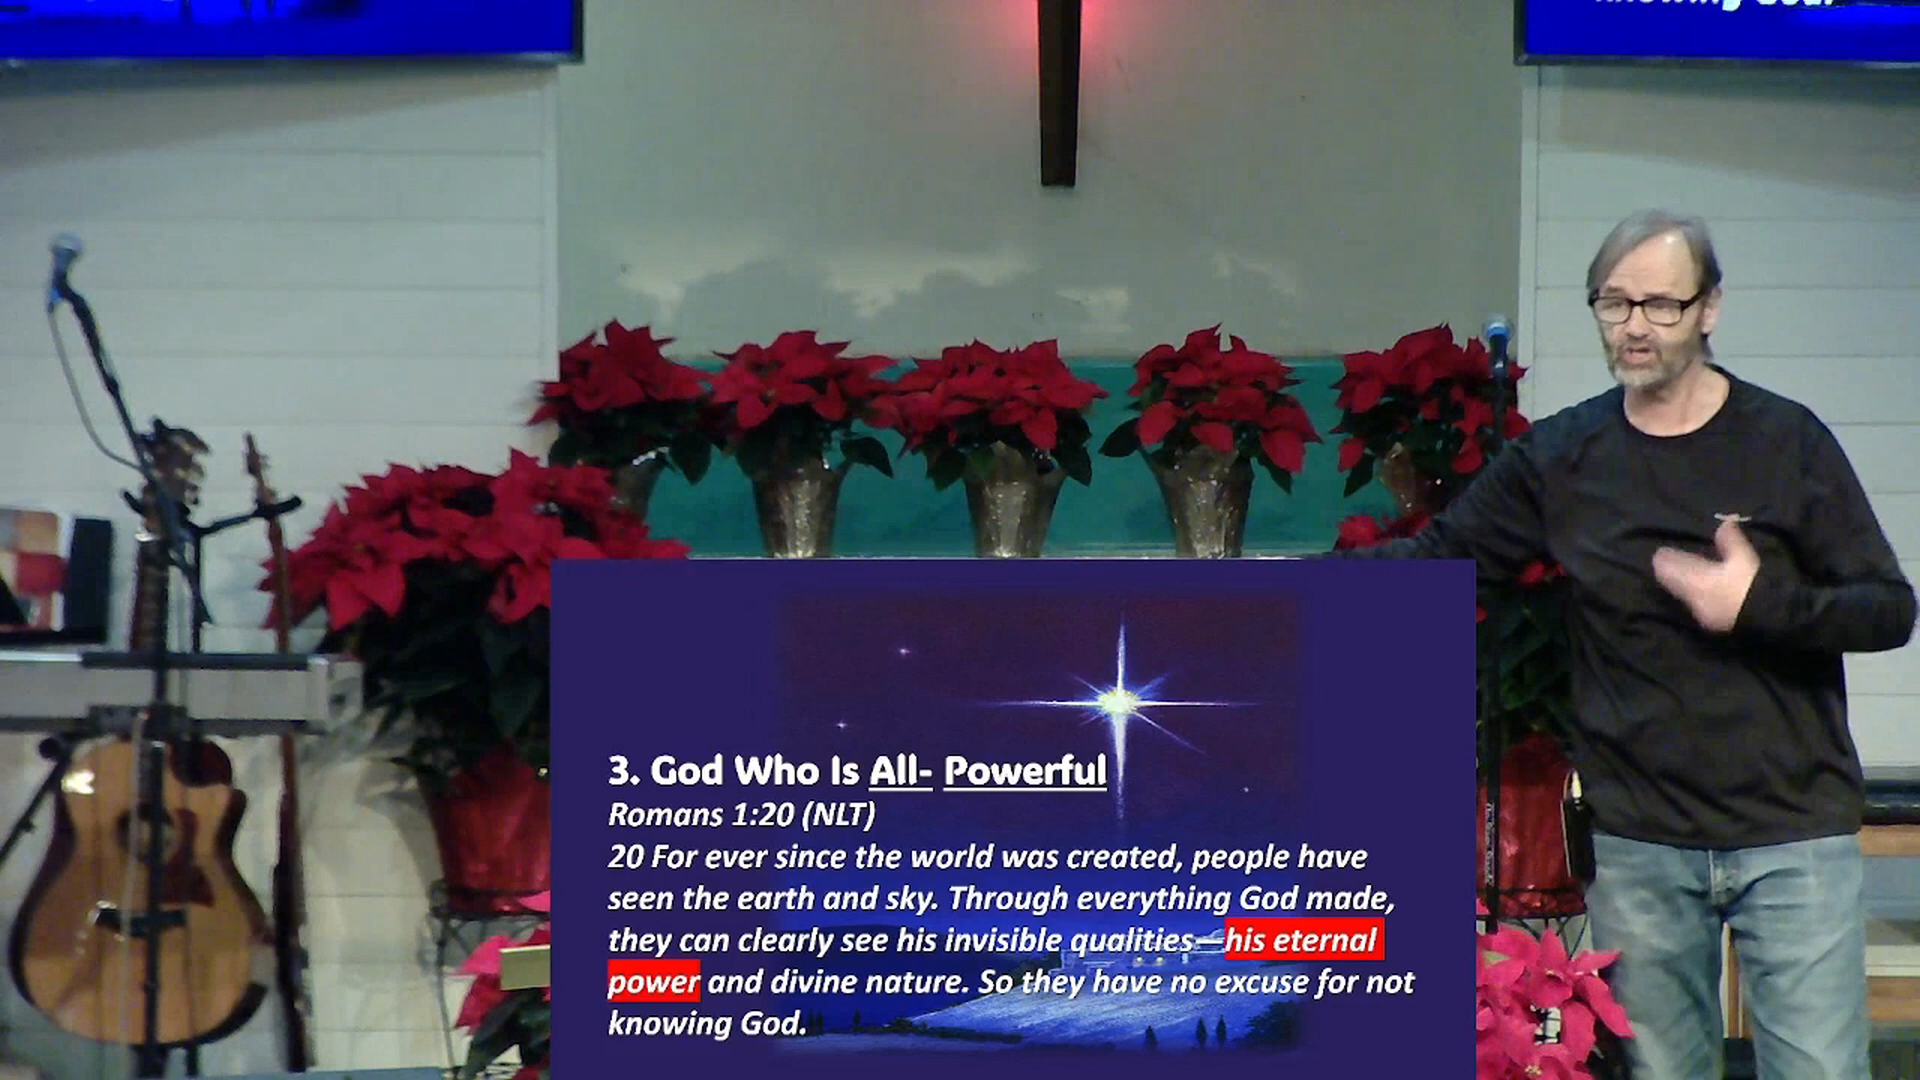 knowing God.
3. God Who Is All- Powerful
Romans 1:20 (NLT)
20 For ever since the world was created, people have
seen the earth and sky. Through everything God made,
they can clearly see his invisible qualities—his eternal
power and divine nature. So they have no excuse for not
knowing God.